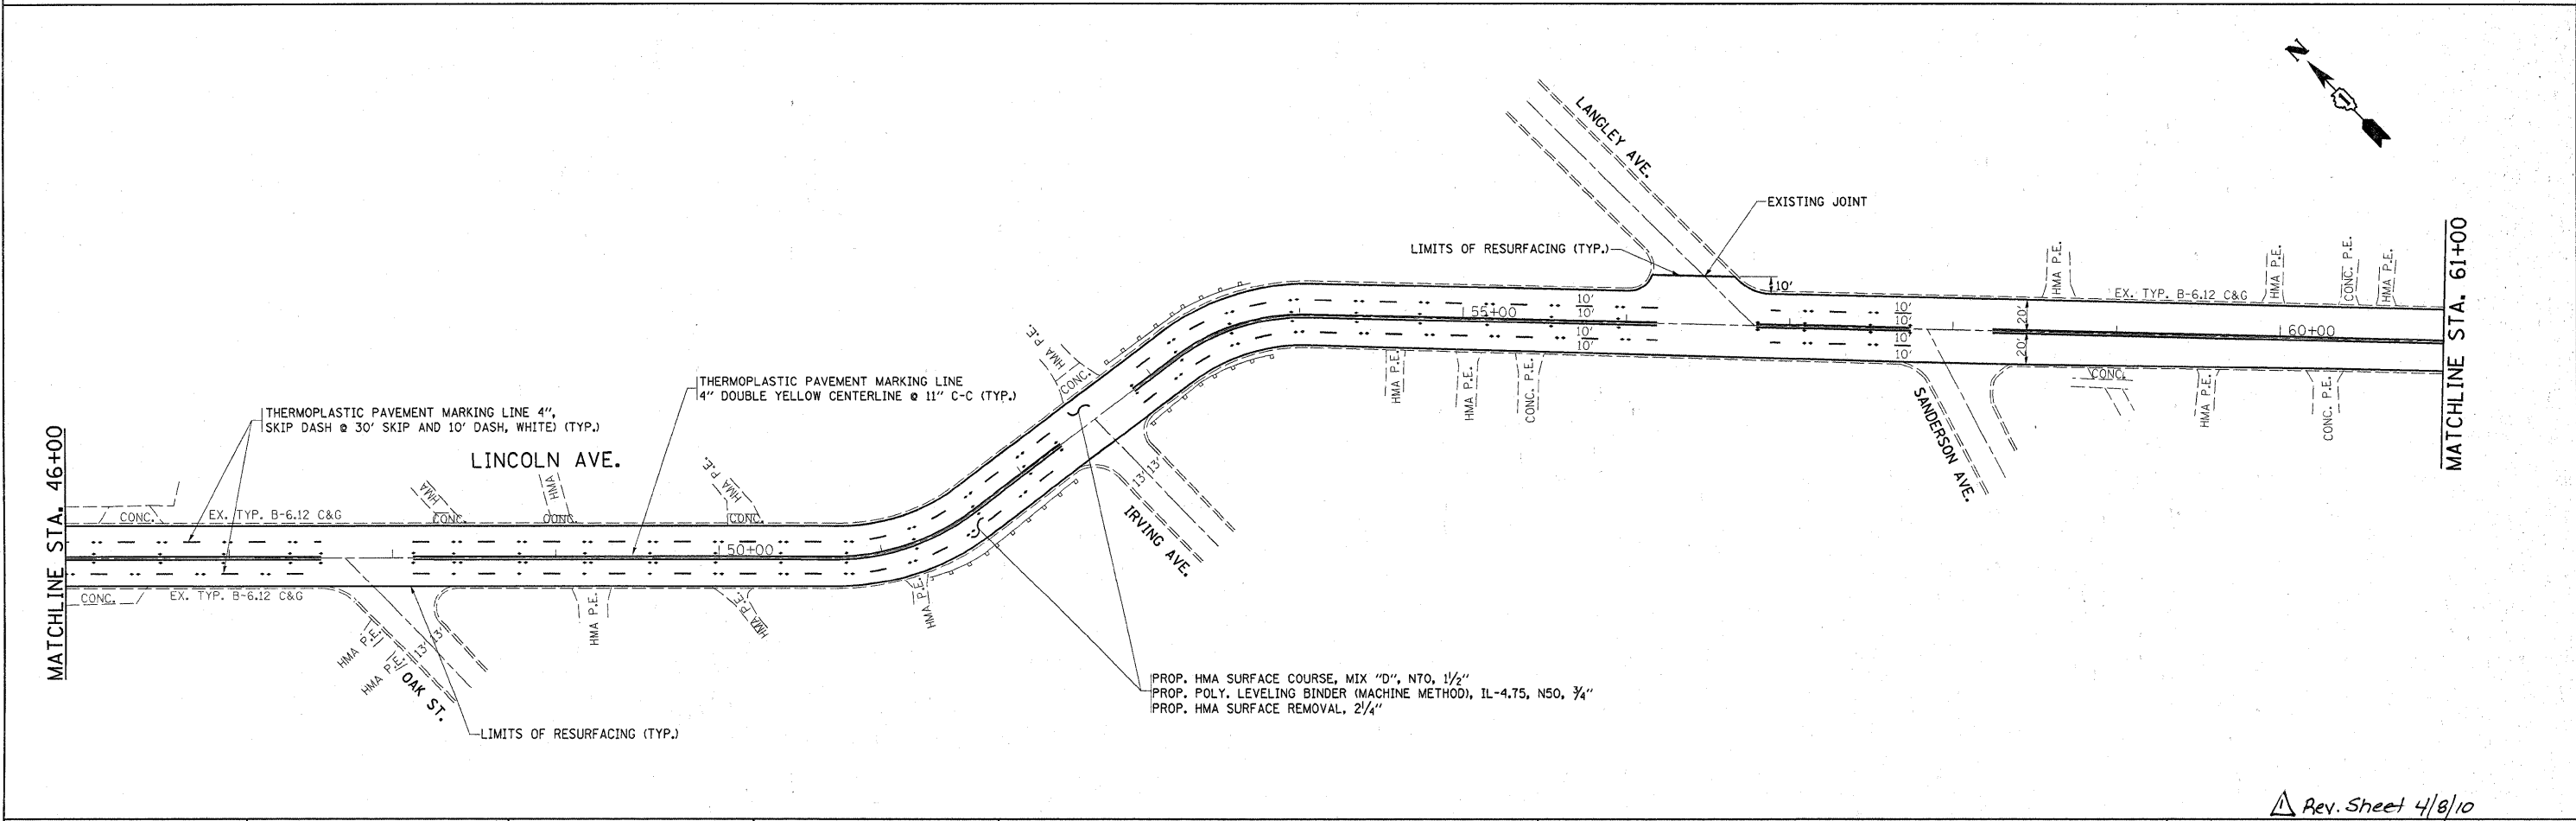 N
LANGLEY AVE.
EXISTING JOINT
LIMITS OF RESURFACING (TYP.)
10'
HMA P.E.
EX. TYP. B-6.12 C&G
HMA P.E.
CONC. P.E.
HMA P.E.
MATCHLINE STA. 61+00
55+00
10'
10'
10'
10'
10'
10'
10'
10'
20'
20'
60+00
HMA P.E.
CONC.
HMA P.E.
HMA P.E.
CONC. P.E.
SANDERSON AVE.
CONC.
HMA P.E.
CONC. P.E.
THERMOPLASTIC PAVEMENT MARKING LINE
4" DOUBLE YELLOW CENTERLINE @ 11" C-C (TYP.)
THERMOPLASTIC PAVEMENT MARKING LINE 4",
SKIP DASH @ 30' SKIP AND 10' DASH, WHITE) (TYP.)
LINCOLN AVE.
MATCHLINE STA. 46+00
CONC.
EX. TYP. B-6.12 C&G
HMA
CONC.
HMA
CONC.
HMA P.E.
HMA P.E.
CONC.
50+00
13'
13'
IRVING AVE.
CONC.
EX. TYP. B-6.12 C&G
HMA P.E.
HMA P.E.
13'
13'
OAK ST.
HMA P.E.
HMA P.E.
HMA P.E.
HMA P.E.
PROP. HMA SURFACE COURSE, MIX "D", N70, 1½"
PROP. POLY. LEVELING BINDER (MACHINE METHOD), IL-4.75, N50, ¾"
PROP. HMA SURFACE REMOVAL, 2¼"
LIMITS OF RESURFACING (TYP.)
1 Rev. Sheet 4/8/10